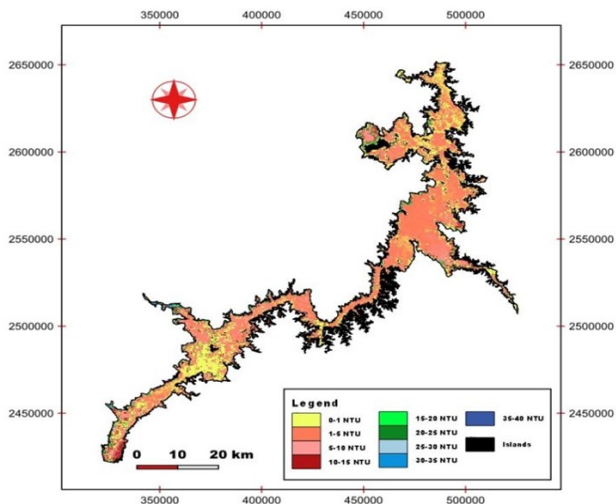 350000 400000 450000 500000
2650000 2650000
2600000 2600000
2550000 2550000
2500000 2500000
2450000 2450000
Legend
0-1 NTU
1-5 NTU
5-10 NTU
10-15 NTU
15-20 NTU
20-25 NTU
25-30 NTU
30-35 NTU
35-40 NTU
Islands
10 0 10 20 km
350000 400000 450000 500000